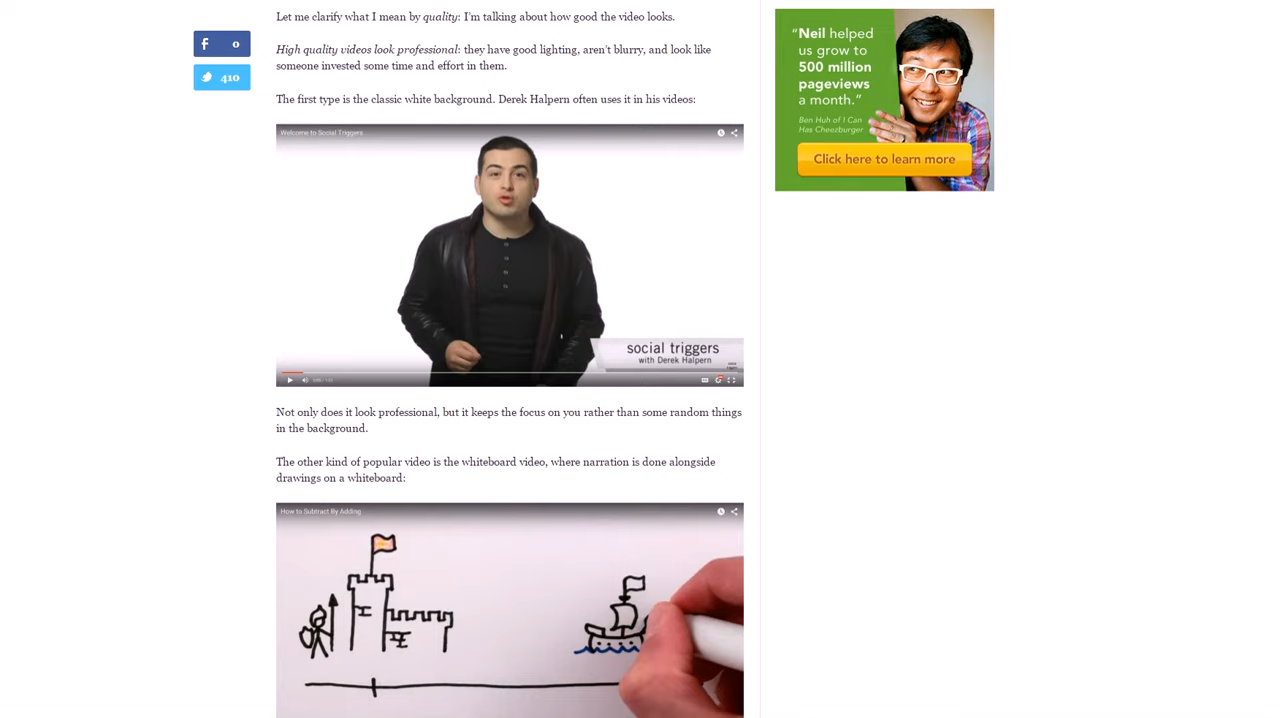 Let me clarify what I mean by quality: I'm talking about how good the video looks.
0
High quality videos look professional: they have good lighting, aren't blurry, and look like
someone invested some time and effort in them.
410
The first type is the classic white background. Derek Halpern often uses it in his videos:
Welcome to Social Triggers
social triggers
with Derek Halpern
Not only does it look professional, but it keeps the focus on you rather than some random things
in the background.
The other kind of popular video is the whiteboard video, where narration is done alongside
drawings on a whiteboard:
How to Subtract By Adding
“Neil helped
us grow to
500 million
pageviews
a month.”
Ben Huh of I Can
Has Cheezburger
Click here to learn more